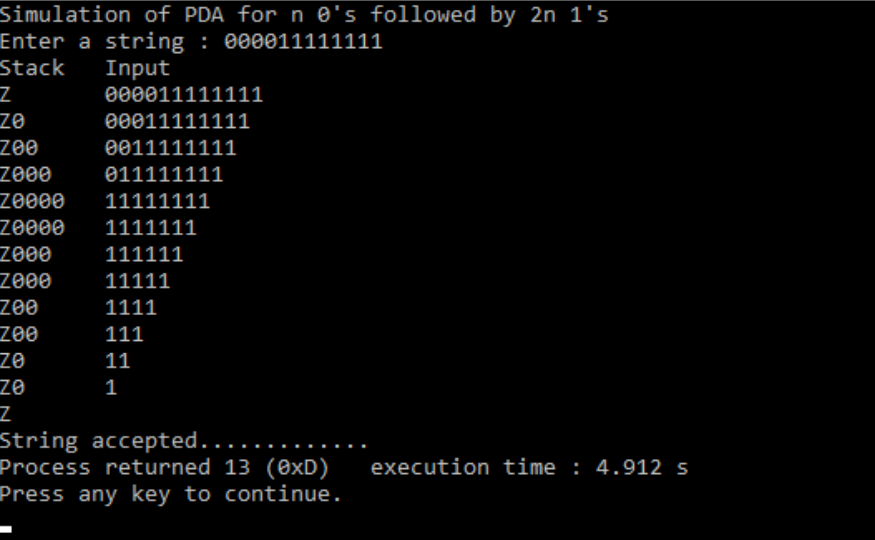 Simulation of PDA for n 0's followed by 2n 1's
Enter a string : 000011111111
Stack   Input
Z       000011111111
Z0      00011111111
Z00     0011111111
Z000    011111111
Z0000   11111111
Z0000   1111111
Z000    111111
Z000    11111
Z00     1111
Z00     111
Z0      11
Z0      1
Z
String accepted.............
Process returned 13 (0xD)   execution time : 4.912 s
Press any key to continue.